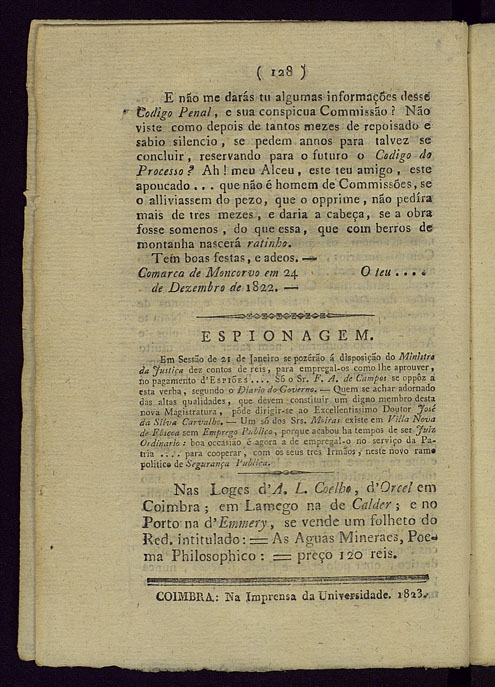 ( 128 )
E não me darás tu algumas informações desse
Codigo Penal, e sua conspicua Commissão? Não
viste como depois de tantos mezes de repoisado e
sabio silencio, se pedem annos para talvez se
concluir, reservando para o futuro o Codigo do
Processo? Ah! meu Alceu, este teu amigo, este
apoucado ... que não é homem de Commissões, se
o alliviassem do pezo, que o opprime, não pedíra
mais de tres mezes, e daria a cabeça, se a obra
fosse somenos, do que essa, que com berros de
montanha nascerá ratinho.
Tem boas festas, e adeos. —
Comarca de Moncorvo em 24 O teu ....
de Dezembro de 1822. —
ESPIONAGEM.
Em Sessão de 21 de Janeiro se pozérão á disposição do Ministro
da Justiça dez contos de reis, para empregal-os como lhe aprouver,
no pagamento d'ESPIÕES .... Só o Sr. F. A. de Campos se oppôz a
esta verba, segundo o Diario do Governo. — Quem se achar adornado
das altas qualidades, que devem constituir um digno membro desta
nova Magistratura, póde dirigir-se ao Excellentissimo Doutor José
da Silva Carvalho. — Um só dos Srs. Moiras existe em Villa Nova
de Fóscoa sem Emprego Publico, porque acabou ha tempos de ser Juiz
Ordinario: boa occasião é agora a de empregal-o no serviço da Pa-
tria .... para cooperar, com os seus tres Irmãos, neste novo ramo
politico de Segurança Publica.
Nas Loges d'A. L. Coelho, d'Orcel em
Coimbra; em Lamego na de Calder; e no
Porto na d'Emmery, se vende um folheto do
Red. intitulado: = As Aguas Mineraes, Poe-
ma Philosophico: = preço 120 reis.
COIMBRA: Na Imprensa da Universidade. 1823.